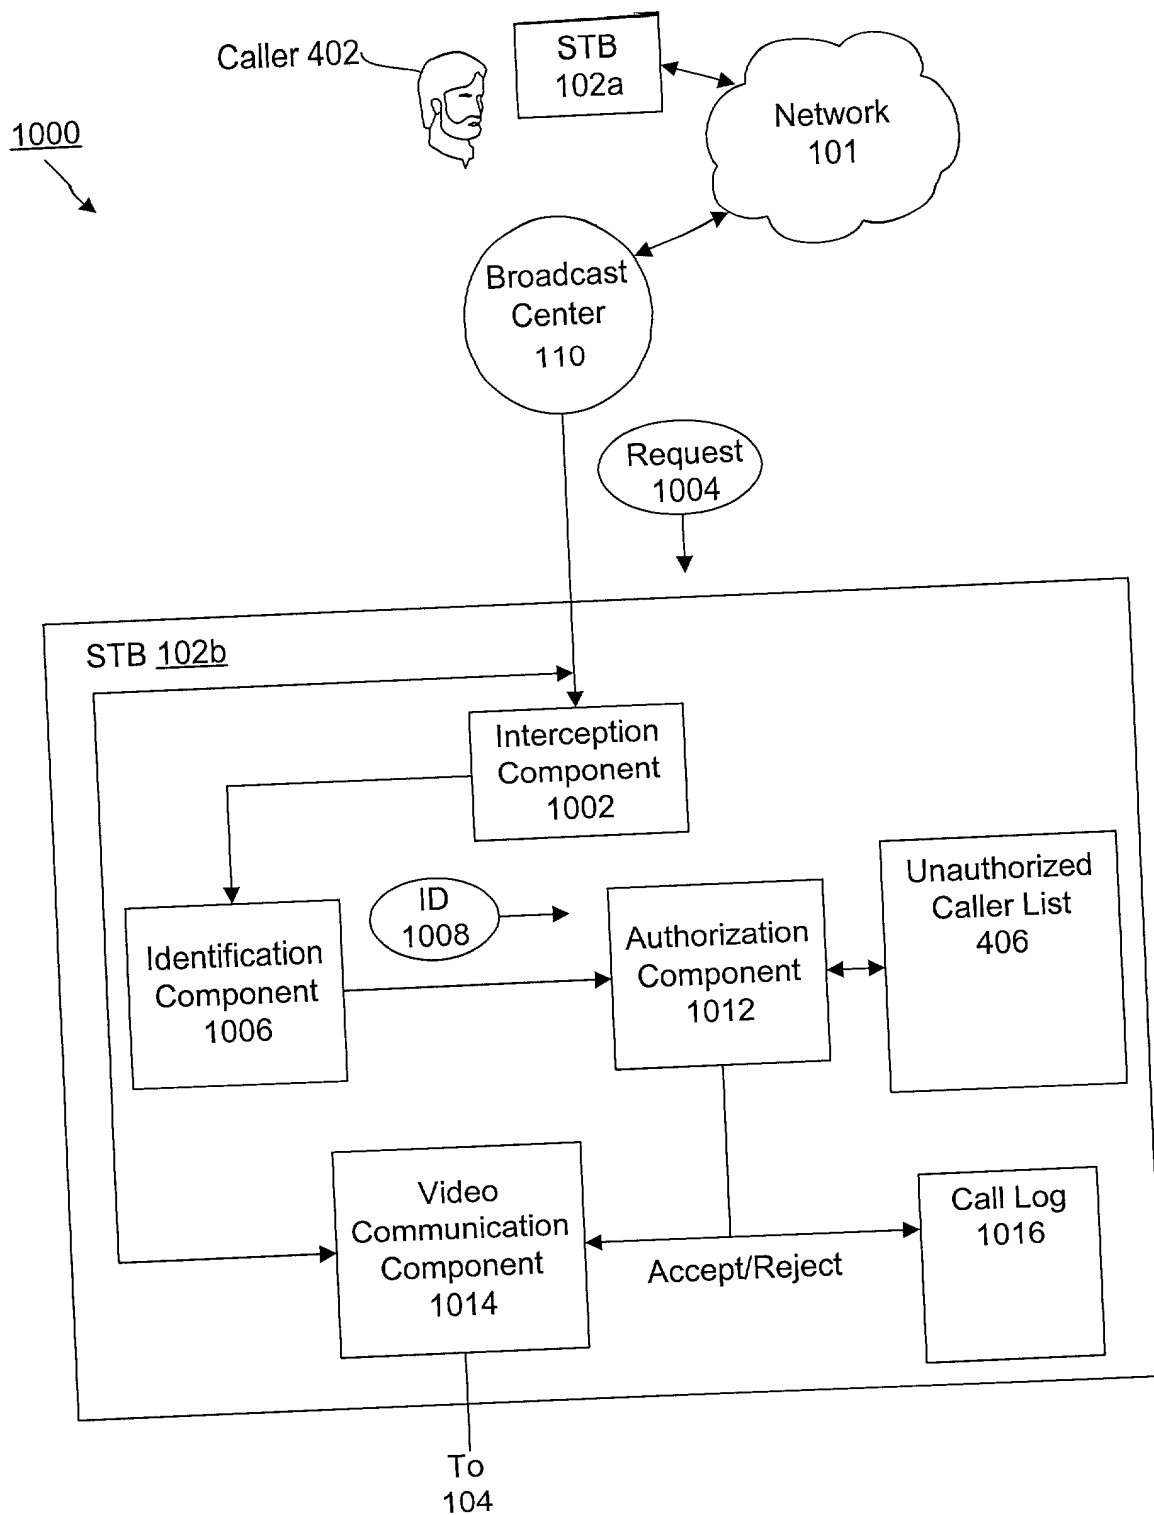 Caller 402
STB
102a
Network
101
1000
Broadcast
Center
110
Request
1004
STB 102b
Interception
Component
1002
ID
1008
Identification
Component
1006
Authorization
Component
1012
Unauthorized
Caller List
406
Video
Communication
Component
1014
Accept/Reject
Call Log
1016
To
104